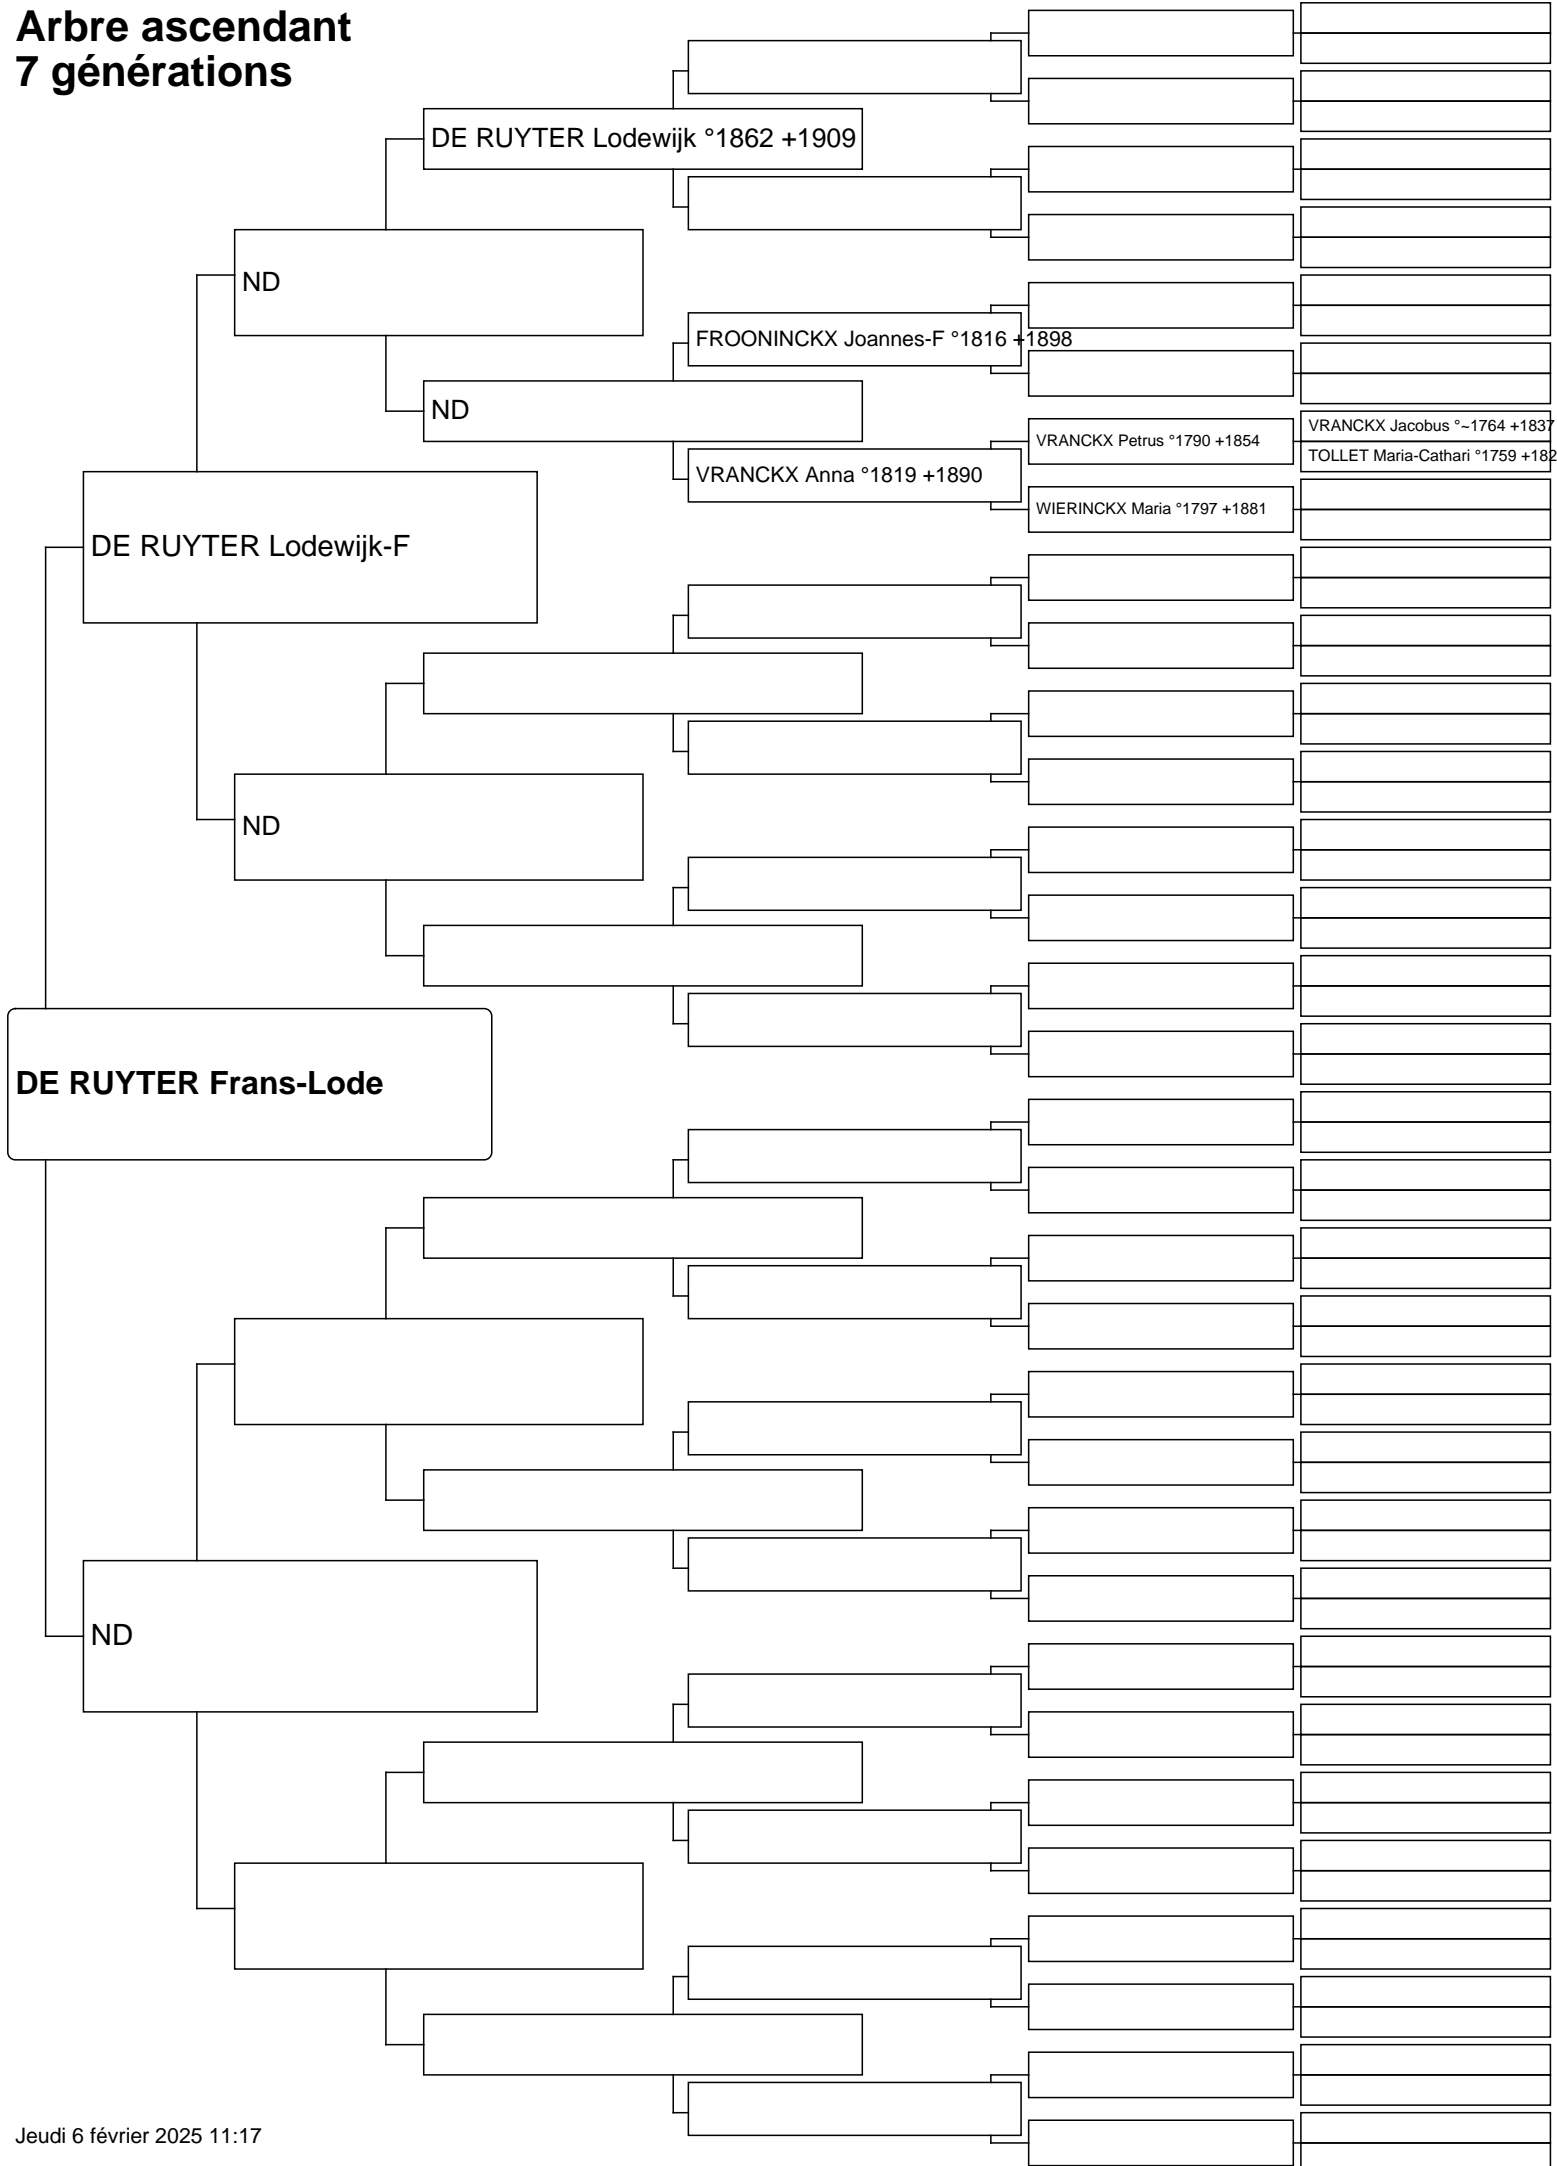 Arbre ascendant
7 générations
DE RUYTER Lodewijk °1862 +1909
ND
FROONINCKX Joannes-F °1816 +1898
ND
VRANCKX Jacobus °~1764 +1837
VRANCKX Petrus °1790 +1854
TOLLET Maria-Cathari °1759 +182
VRANCKX Anna °1819 +1890
WIERINCKX Maria °1797 +1881
DE RUYTER Lodewijk-F
ND
DE RUYTER Frans-Lode
ND
Jeudi 6 février 2025 11:17